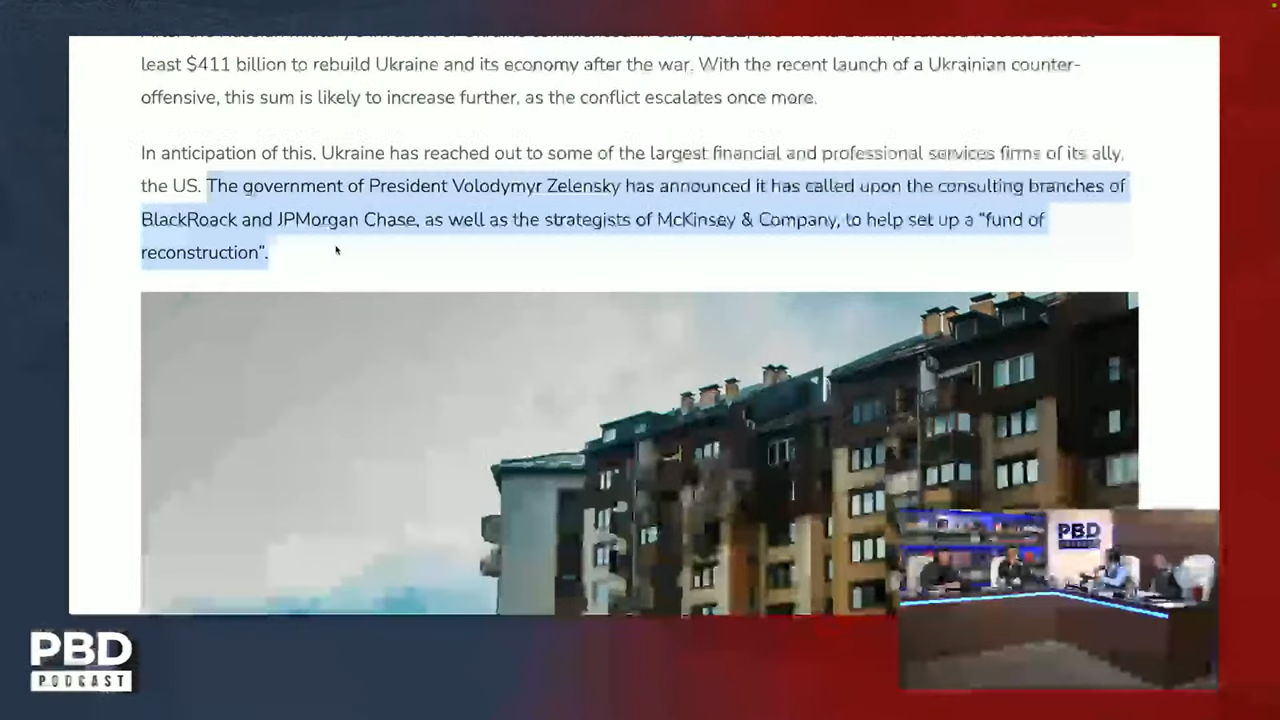 least $411 billion to rebuild Ukraine and its economy after the war. With the recent launch of a Ukrainian counter-
offensive, this sum is likely to increase further, as the conflict escalates once more.
In anticipation of this, Ukraine has reached out to some of the largest financial and professional services firms of its ally,
the US. The government of President Volodymyr Zelensky has announced it has called upon the consulting branches of
BlackRoack and JPMorgan Chase, as well as the strategists of McKinsey & Company, to help set up a "fund of
reconstruction".
PBD
PODCAST
PBD
PODCAST